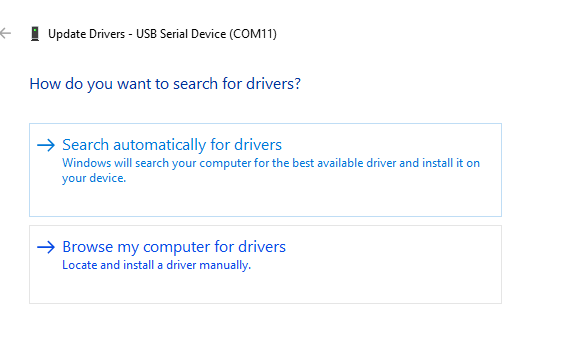 Update Drivers - USB Serial Device (COM11)
How do you want to search for drivers?
Search automatically for drivers
Windows will search your computer for the best available driver and install it on
your device.
Browse my computer for drivers
Locate and install a driver manually.